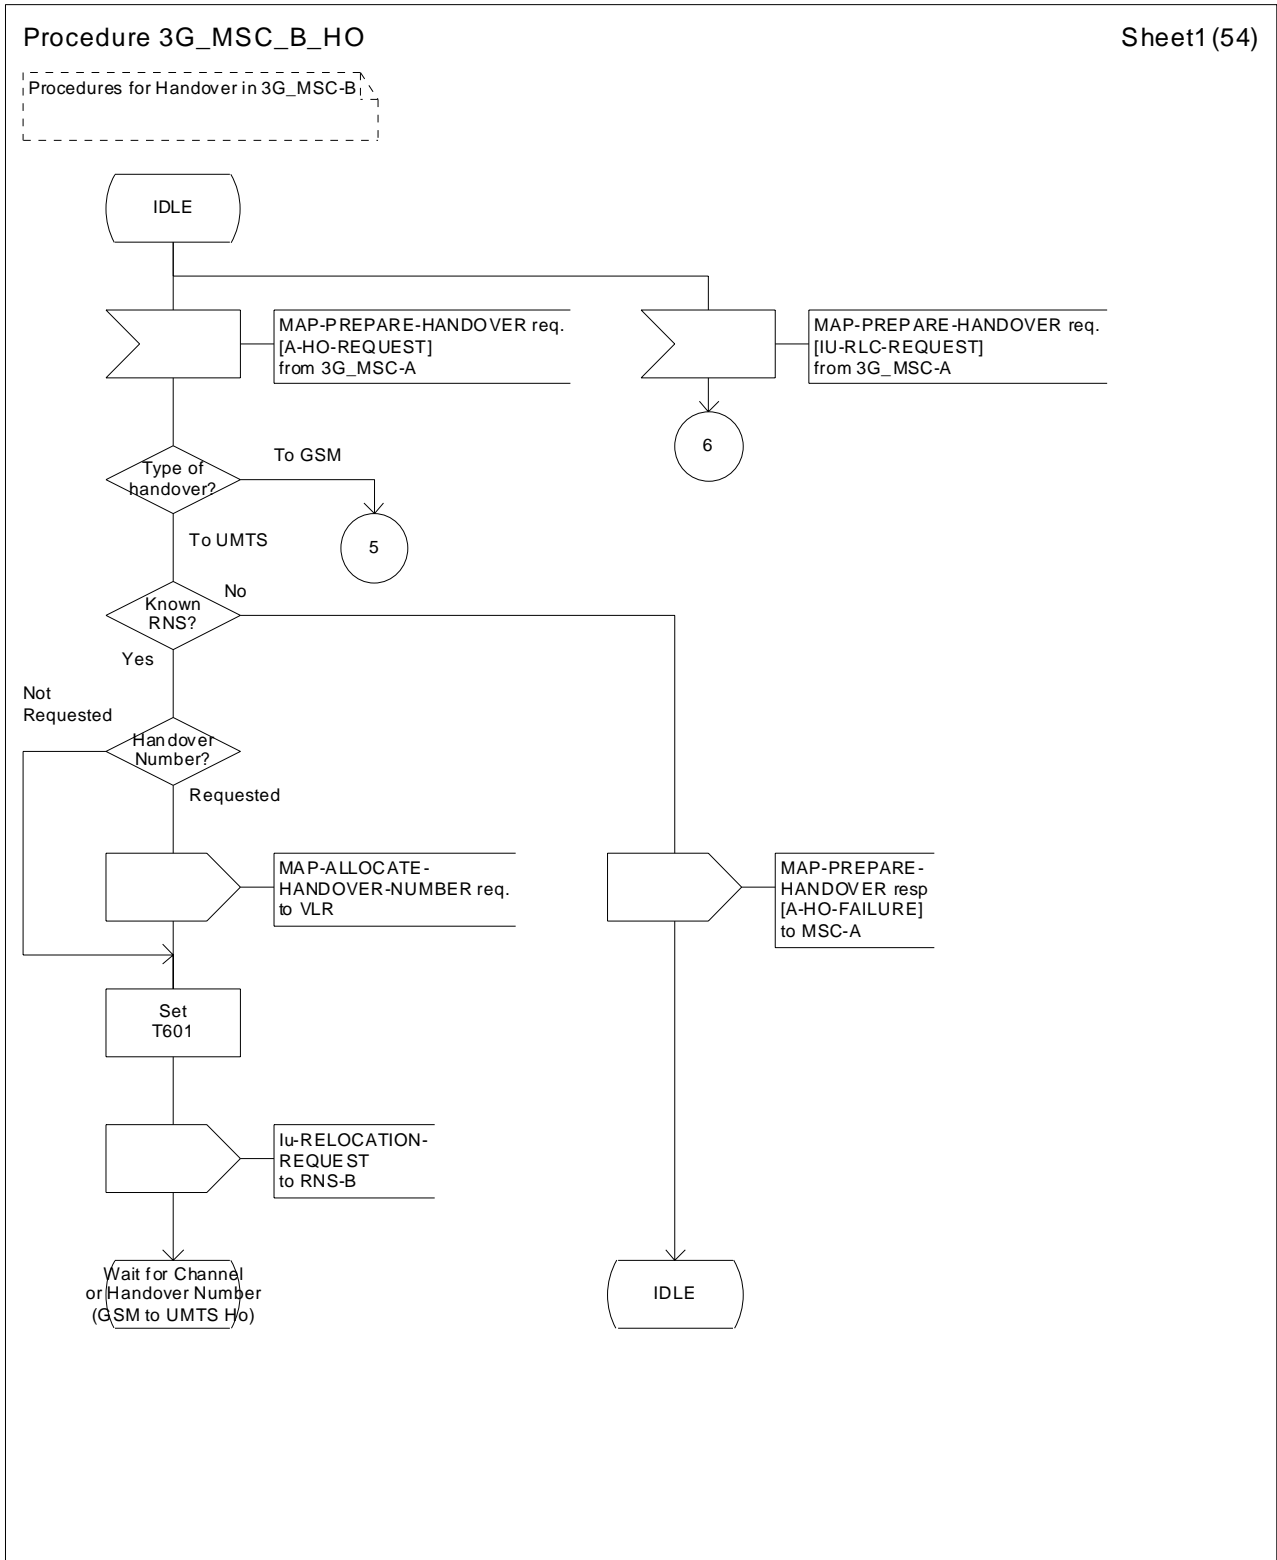 Procedure 3G_MSC_B_HO
Sheet1 (54)
Procedures for Handover in 3G_MSC-B
IDLE
MAP-PREPARE-HANDOVER req.
[A-HO-REQUEST]
from 3G_MSC-A
MAP-PREPARE-HANDOVER req.
[IU-RLC-REQUEST]
from 3G_MSC-A
6
Type of
handover?
To GSM
5
To UMTS
Known
RNS?
No
Yes
Not
Requested
Handover
Number?
Requested
MAP-ALLOCATE-
HANDOVER-NUMBER req.
to VLR
MAP-PREPARE-
HANDOVER resp
[A-HO-FAILURE]
to MSC-A
Set
T601
Iu-RELOCATION-
REQUEST
to RNS-B
Wait for Channel
or Handover Number
(GSM to UMTS Ho)
IDLE